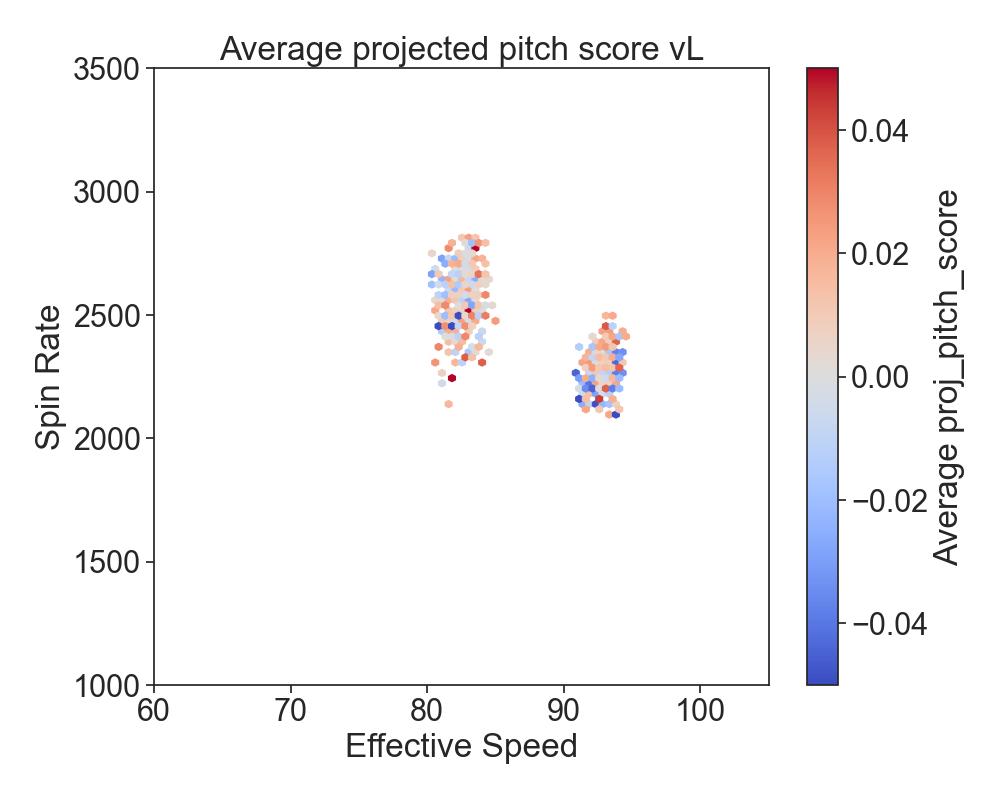 Average projected pitch score vL
3500
3000
2500
2000
1500
1000
Spin Rate
60 70 80 90 100
Effective Speed
0.04
0.02
0.00
−0.02
−0.04
Average proj_pitch_score